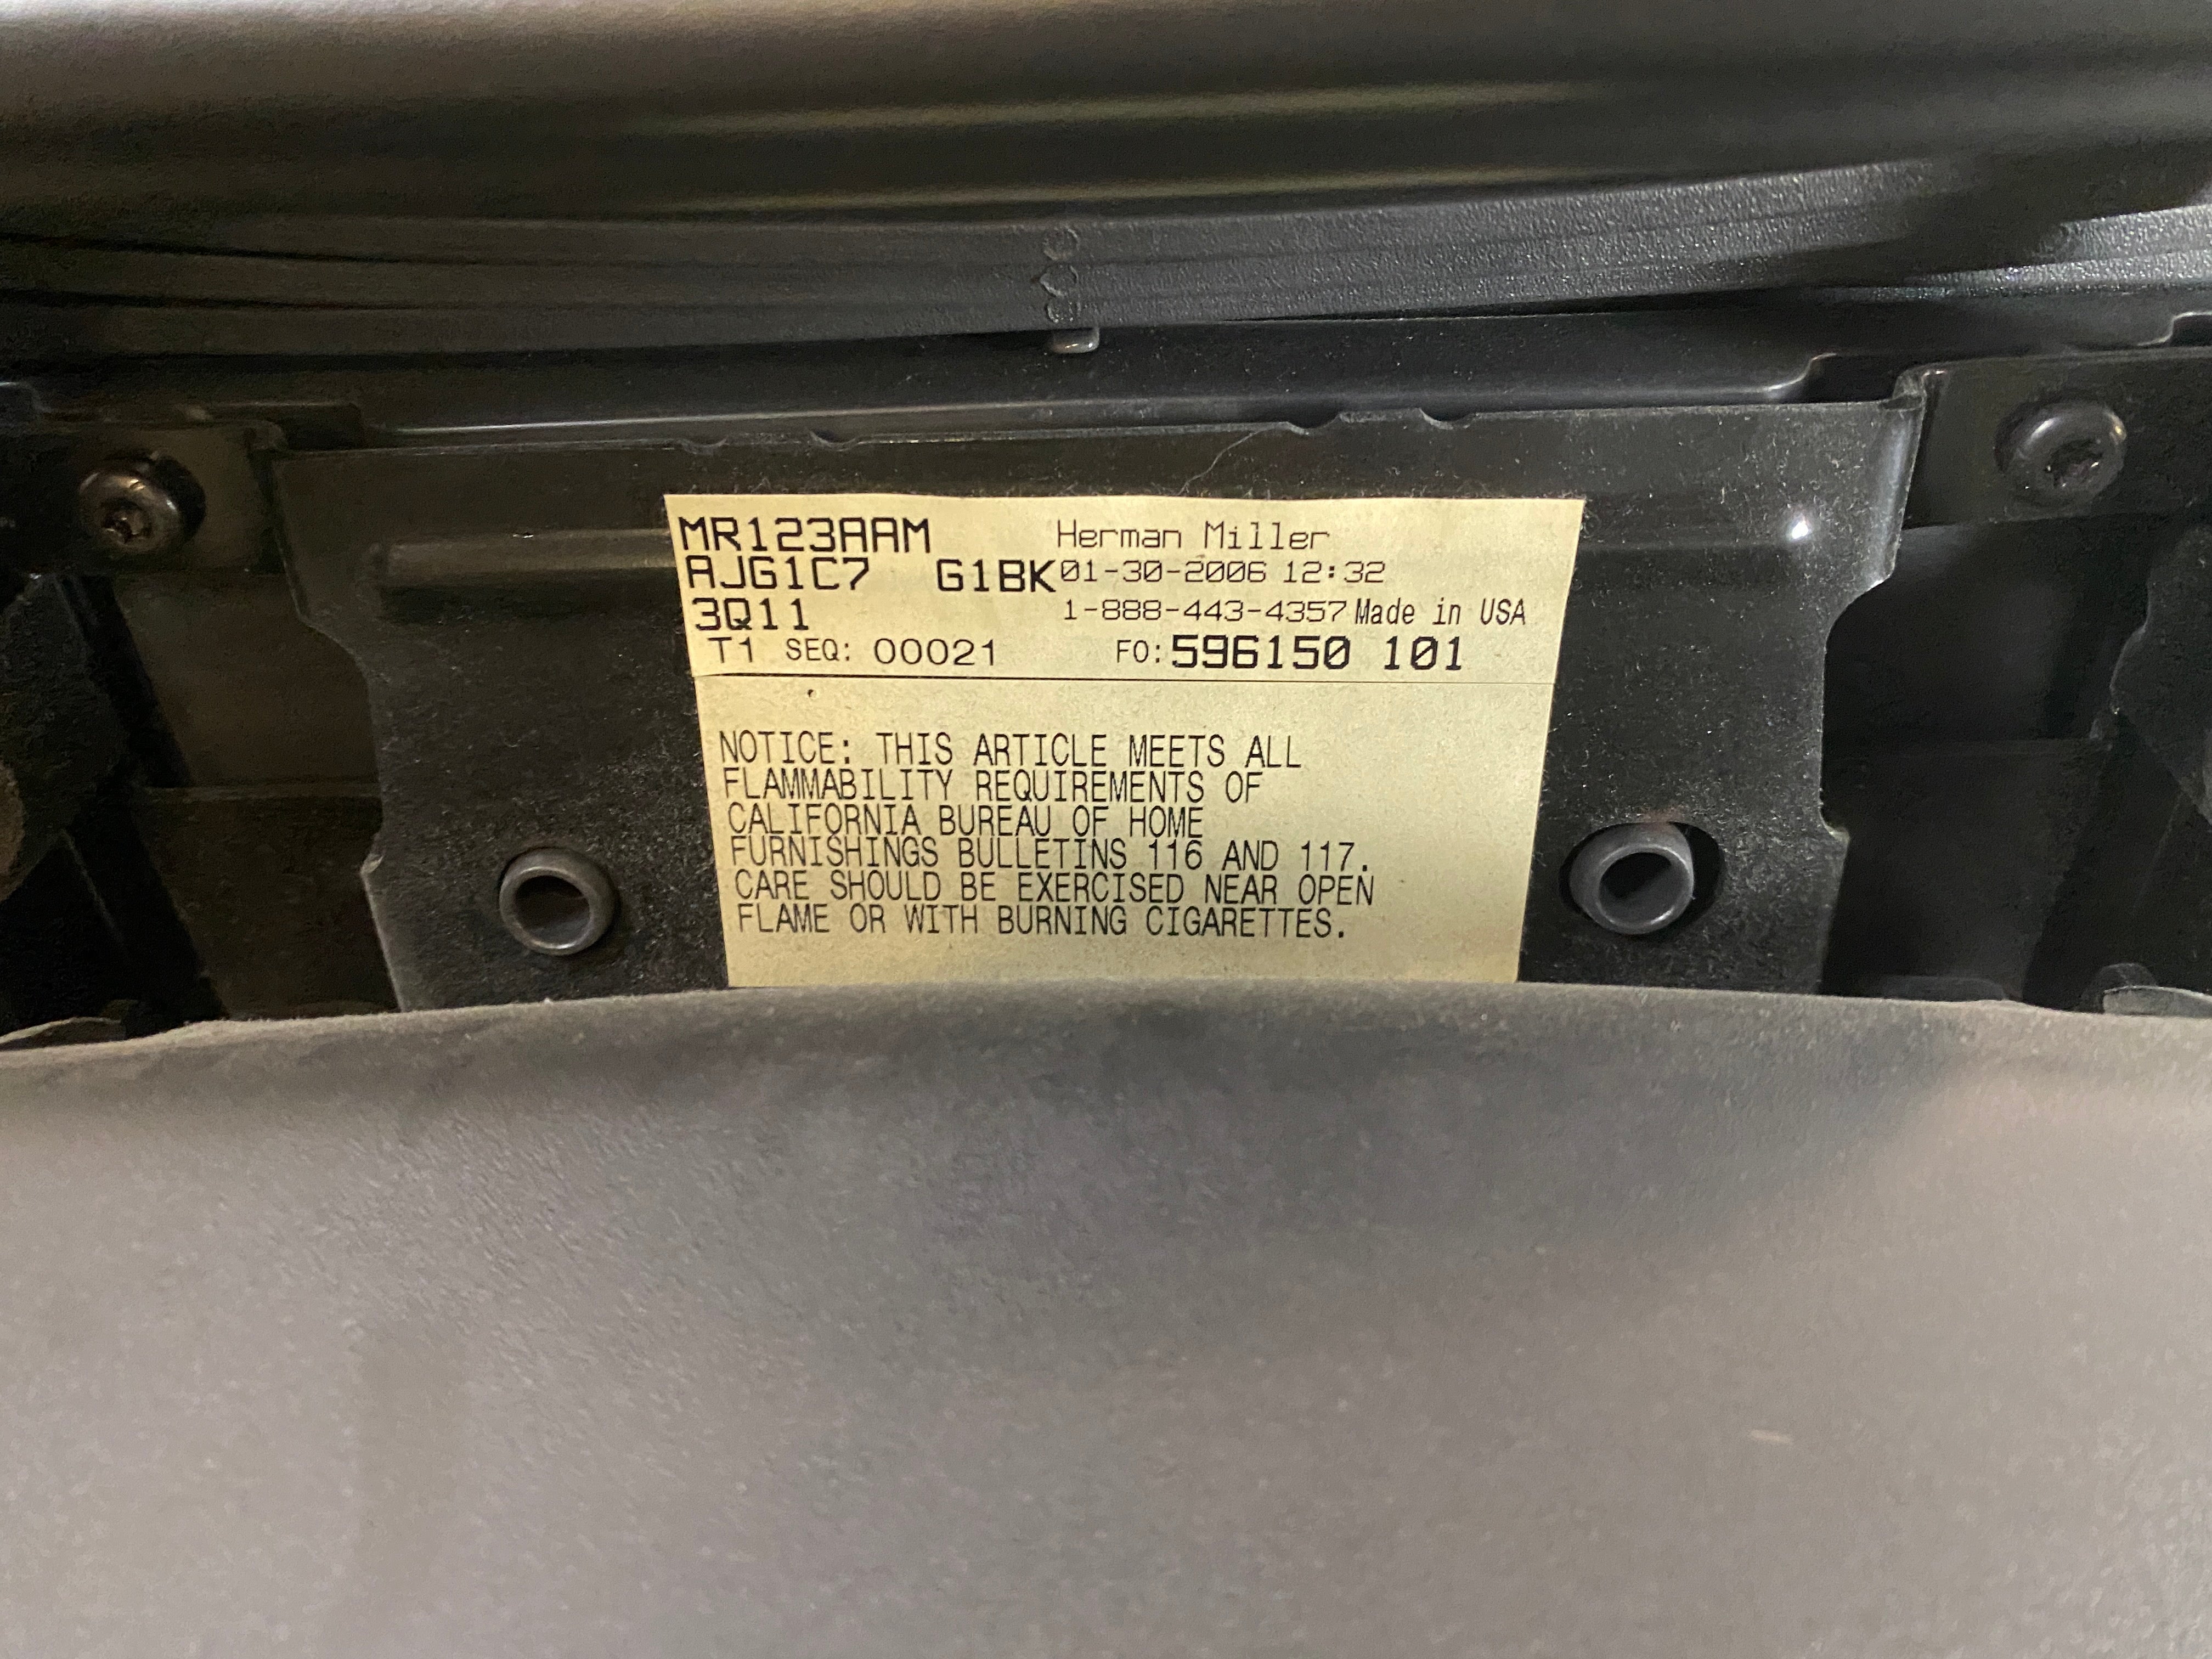 MR123AAM Herman Miller
AJG1C7 G1BK 01-30-2006 12:32
3Q11 1-888-443-4357 Made in USA
T1 SEQ: 00021 FO: 596150 101
NOTICE: THIS ARTICLE MEETS ALL
FLAMMABILITY REQUIREMENTS OF
CALIFORNIA BUREAU OF HOME
FURNISHINGS BULLETINS 116 AND 117.
CARE SHOULD BE EXERCISED NEAR OPEN
FLAME OR WITH BURNING CIGARETTES.